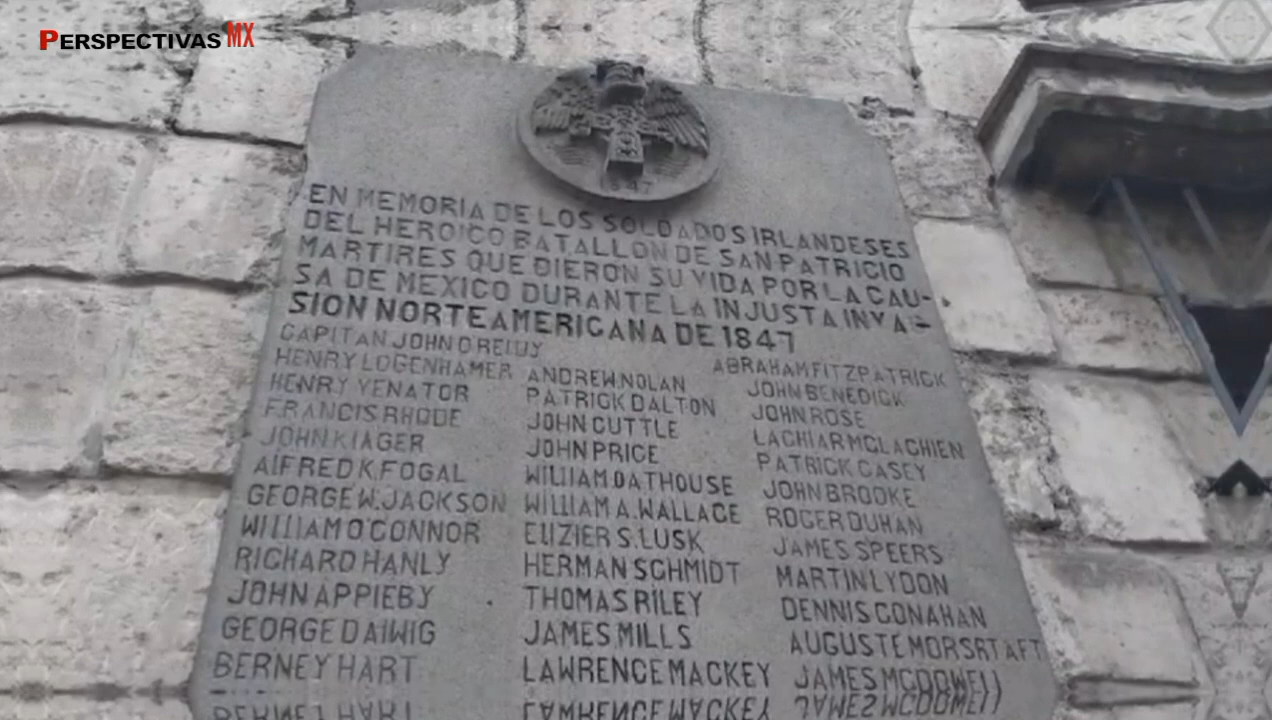 PERSPECTIVAS MX
1847
EN MEMORIA DE LOS SOLDADOS IRLANDESES
DEL HEROICO BATALLON DE SAN PATRICIO
MARTIRES QUE DIERON SU VIDA POR LA CAU-
SA DE MEXICO DURANTE LA INJUSTA INVA-
SION NORTEAMERICANA DE 1847
CAPITAN JOHN O'REILLY
HENRY LOGENHAMER
HENRY VENATOR
FRANCIS RHODE
JOHN KLAGER
ALFRED K. FOGAL
GEORGE W. JACKSON
WILLIAM O'CONNOR
RICHARD HANLY
JOHN APPLEBY
GEORGE DALWIG
BERNEY HART
ANDREW NOLAN
PATRICK DALTON
JOHN CUTTLE
JOHN PRICE
WILLIAM OATHOUSE
WILLIAM A. WALLACE
ELIZIER S. LUSK
HERMAN SCHMIDT
THOMAS RILEY
JAMES MILLS
LAWRENCE MACKEY
ABRAHAM FITZPATRICK
JOHN BENEDICK
JOHN ROSE
LACHLAR MCLACHLEN
PATRICK CASEY
JOHN BROOKE
ROGER DUHAN
JAMES SPEERS
MARTIN LYDON
DENNIS CONAHAN
AUGUSTE MORSRTAFT
JAMES MCDOWELL